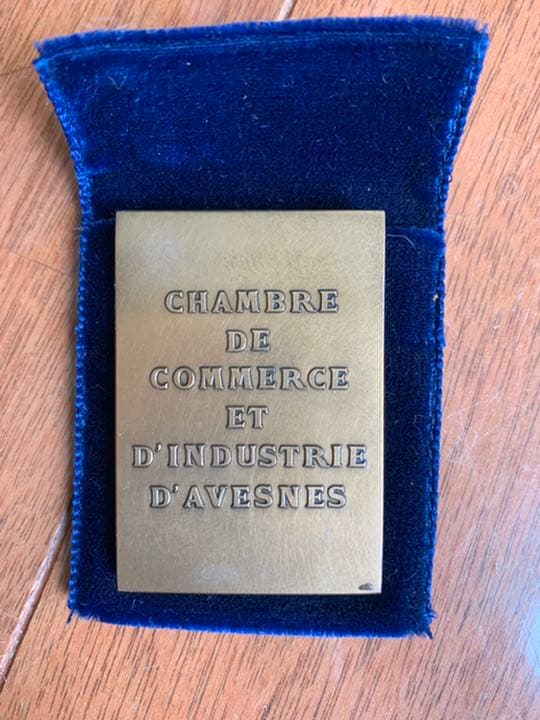 CHAMBRE
DE
COMMERCE
ET
D'INDUSTRIE
D'AVESNES